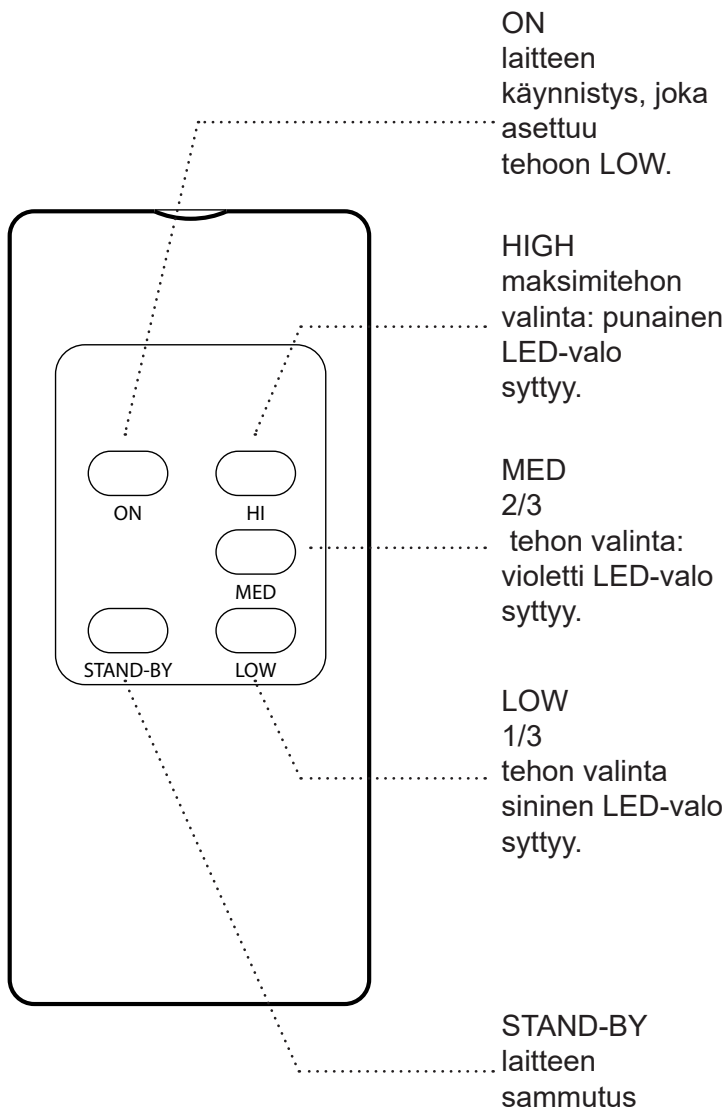 ON
laitteen
käynnistys, joka
asettuu
tehoon LOW.
HIGH
maksimitehon
valinta: punainen
LED-valo
syttyy.
ON
HI
MED
2/3
tehon valinta:
violetti LED-valo
syttyy.
MED
STAND-BY
LOW
LOW
1/3
tehon valinta
sininen LED-valo
syttyy.
STAND-BY
laitteen
sammutus